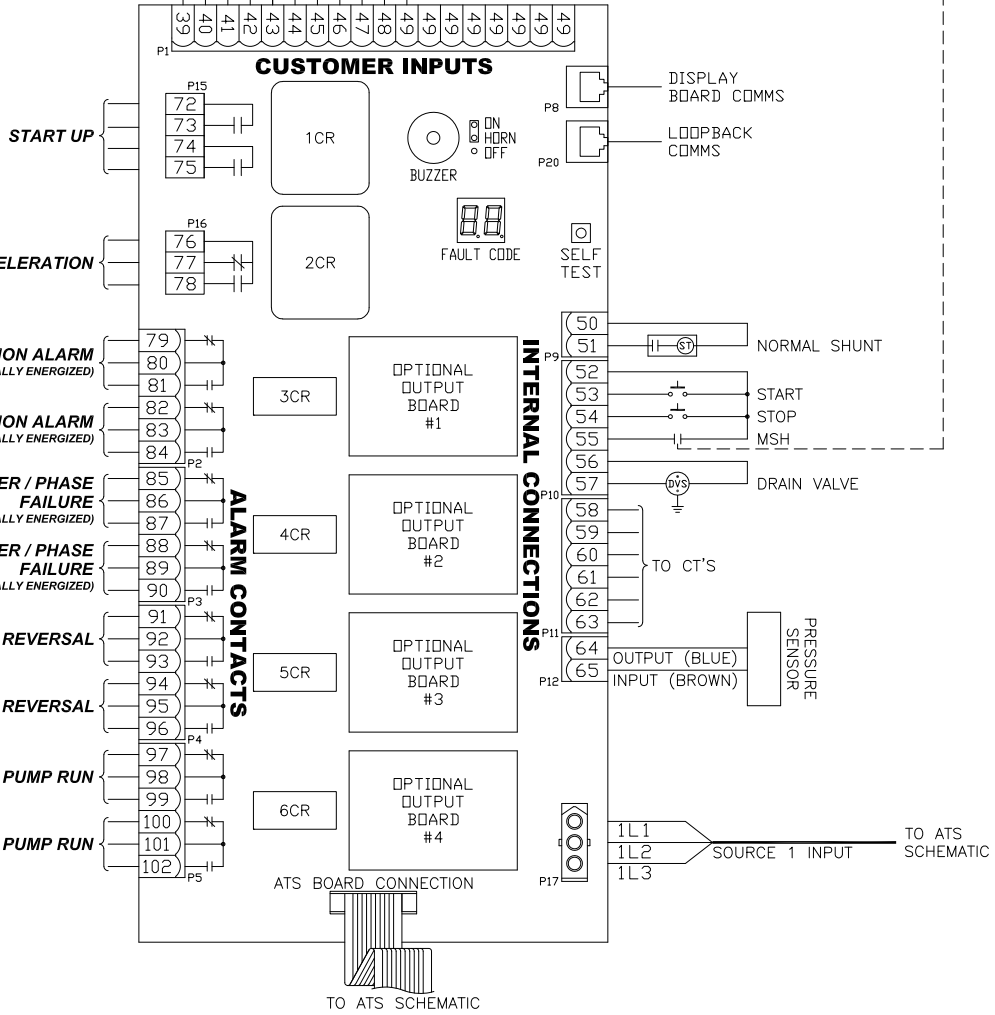 39 40 41 42 43 44 45 46 47 48 49 49 49 49 49 49 49 49
P1
CUSTOMER INPUTS
P15
START UP
72
73
74
75
1CR
BUZZER
ON
HORN
OFF
P8
DISPLAY
BOARD COMMS
P20
LOOPBACK
COMMS
P16
ELERATION
76
77
78
2CR
FAULT CODE
SELF
TEST
50
51
P9
NORMAL SHUNT
52
53
54
55
56
57
P10
START
STOP
MSH
ST
DVS
DRAIN VALVE
58
59
60
61
62
63
P11
TO CT'S
64
65
P12
OUTPUT (BLUE)
INPUT (BROWN)
PRESSURE
SENSOR
INTERNAL CONNECTIONS
ION ALARM
ALLY ENERGIZED)
79
80
81
ION ALARM
ALLY ENERGIZED)
82
83
84
P2
ER / PHASE
FAILURE
ALLY ENERGIZED)
85
86
87
ER / PHASE
FAILURE
ALLY ENERGIZED)
88
89
90
P3
REVERSAL
91
92
93
REVERSAL
94
95
96
P4
PUMP RUN
97
98
99
PUMP RUN
100
101
102
P5
ALARM CONTACTS
3CR
OPTIONAL
OUTPUT
BOARD
#1
4CR
OPTIONAL
OUTPUT
BOARD
#2
5CR
OPTIONAL
OUTPUT
BOARD
#3
6CR
OPTIONAL
OUTPUT
BOARD
#4
P17
1L1
1L2
1L3
SOURCE 1 INPUT
TO ATS
SCHEMATIC
ATS BOARD CONNECTION
TO ATS SCHEMATIC